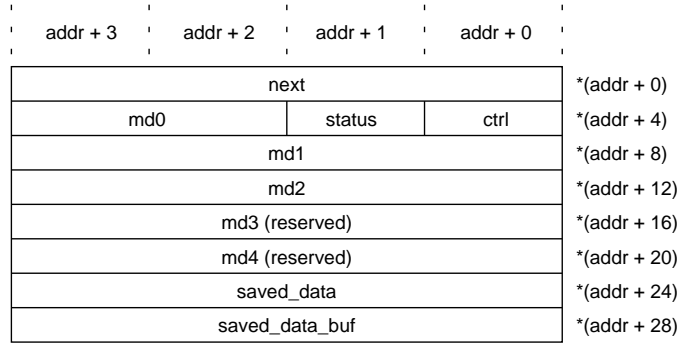 addr + 3 addr + 2 addr + 1 addr + 0
next *(addr + 0)
md0 status ctrl *(addr + 4)
md1 *(addr + 8)
md2 *(addr + 12)
md3 (reserved) *(addr + 16)
md4 (reserved) *(addr + 20)
saved_data *(addr + 24)
saved_data_buf *(addr + 28)